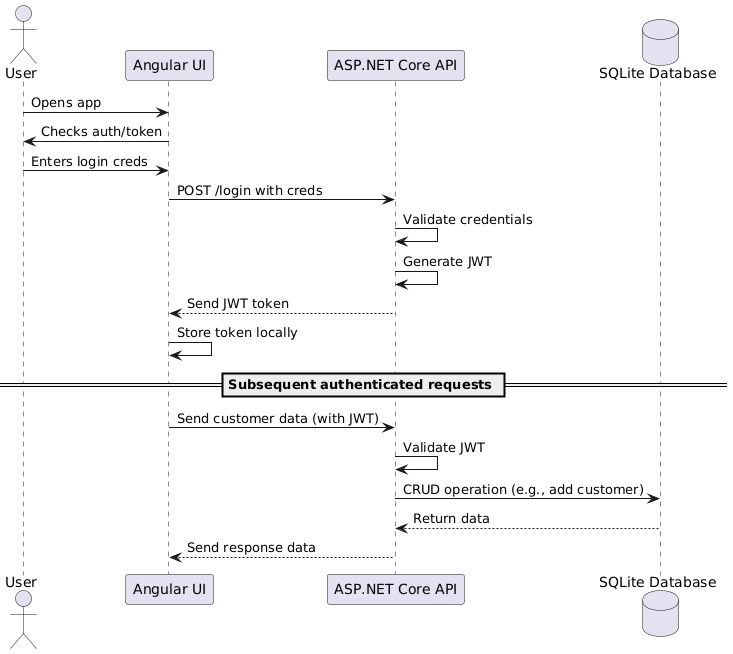 User
Angular UI
ASP.NET Core API
SQLite Database
Opens app
Checks auth/token
Enters login creds
POST /login with creds
Validate credentials
Generate JWT
Send JWT token
Store token locally
Subsequent authenticated requests
Send customer data (with JWT)
Validate JWT
CRUD operation (e.g., add customer)
Return data
Send response data
User
Angular UI
ASP.NET Core API
SQLite Database